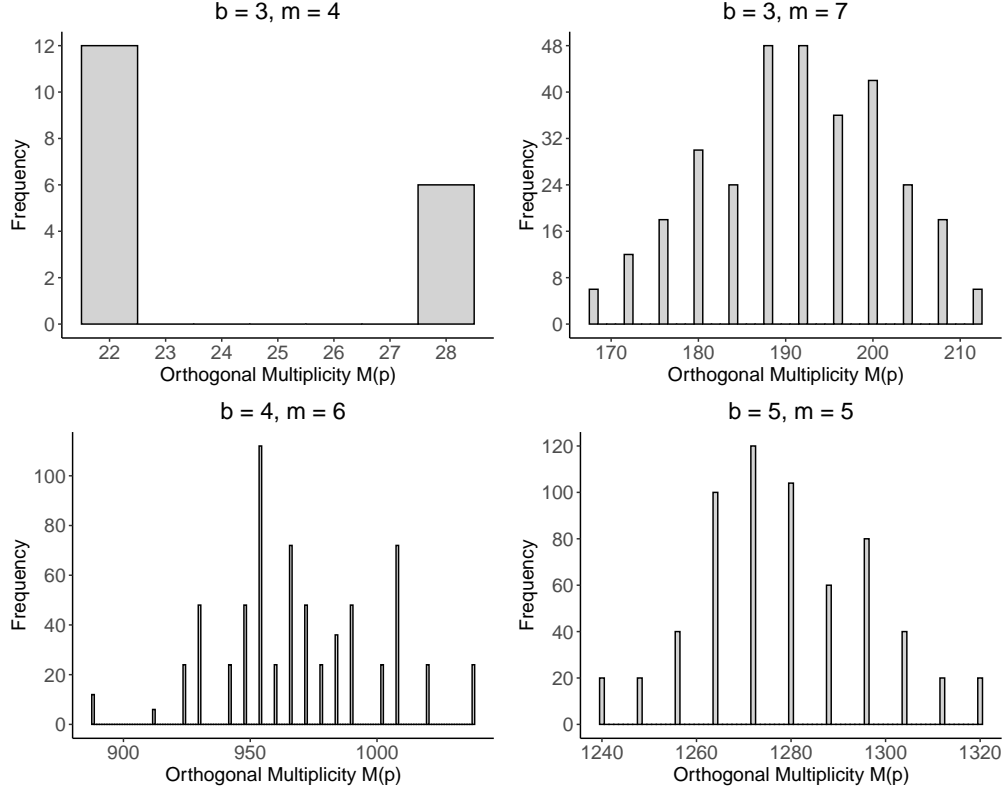 b = 3, m = 4
12
10
8
6
4
2
0
Frequency
22 23 24 25 26 27 28
Orthogonal Multiplicity M(p)
b = 3, m = 7
48
40
32
24
16
8
0
Frequency
170 180 190 200 210
Orthogonal Multiplicity M(p)
b = 4, m = 6
100
80
60
40
20
0
Frequency
900 950 1000
Orthogonal Multiplicity M(p)
b = 5, m = 5
120
100
80
60
40
20
0
Frequency
1240 1260 1280 1300 1320
Orthogonal Multiplicity M(p)